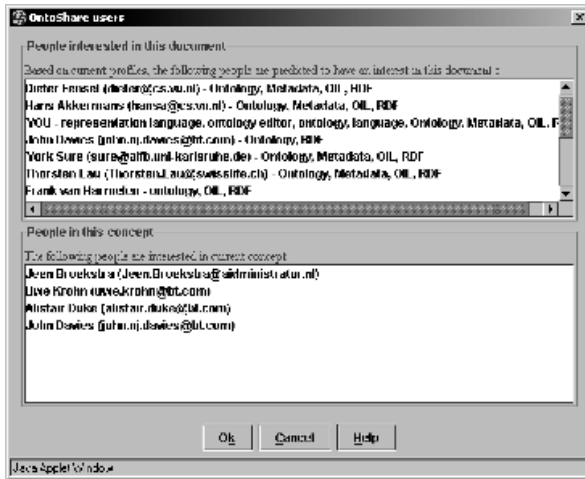 OntoShare users
People interested in this document
Based on current profiles, the following people are predicted to have an interest in this document :
Dieter Fensel (dieter@cs.vu.nl) - Ontology, Metadata, OIL, RDF
Hans Akkermans (hansa@cs.vu.nl) - Ontology, Metadata, OIL, RDF
YOU - representation language, ontology editor, ontology, language, Ontology, Metadata, OIL, F
John Davies (john.nj.davies@bt.com) - Ontology, RDF
York Sure (sure@aifb.uni-karlsruhe.de) - Ontology, Metadata, OIL, RDF
Thorsten Lau (Thorsten.Lau@swisslife.ch) - Ontology, Metadata, OIL, RDF
Frank van Harmelen - ontology, OIL, RDF
People in this concept
The following people are interested in current concept
Jeen Broekstra (Jeen.Broekstra@aidministrator.nl)
Uwe Krohn (uwe.krohn@bt.com)
Alistair Duke (alistair.duke@bt.com)
John Davies (john.nj.davies@bt.com)
Ok Cancel Help
Java Applet Window